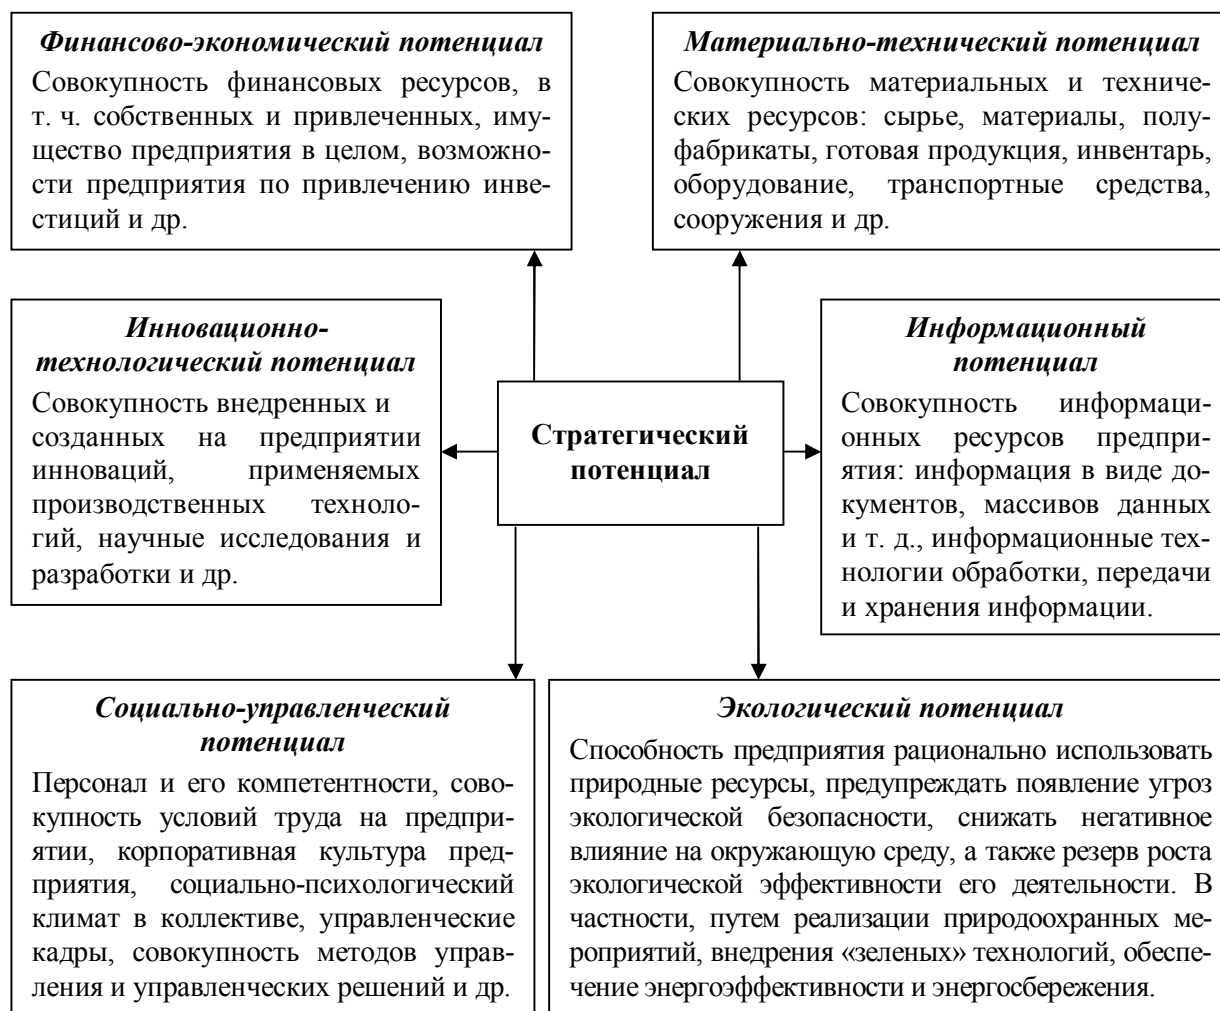 Финансово-экономический потенциал
Совокупность финансовых ресурсов, в
т. ч. собственных и привлеченных, иму-
щество предприятия в целом, возможно-
сти предприятия по привлечению инве-
стиций и др.
Материально-технический потенциал
Совокупность материальных и техниче-
ских ресурсов: сырье, материалы, полу-
фабрикаты, готовая продукция, инвентарь,
оборудование, транспортные средства,
сооружения и др.
Инновационно-
технологический потенциал
Совокупность внедренных и
созданных на предприятии
инноваций, применяемых
производственных техноло-
гий, научные исследования и
разработки и др.
Стратегический
потенциал
Информационный
потенциал
Совокупность информаци-
онных ресурсов предпри-
ятия: информация в виде до-
кументов, массивов данных
и т. д., информационные тех-
нологии обработки, передачи
и хранения информации.
Социально-управленческий
потенциал
Персонал и его компетентности, сово-
купность условий труда на предпри-
ятии, корпоративная культура пред-
приятия, социально-психологический
климат в коллективе, управленческие
кадры, совокупность методов управ-
ления и управленческих решений и др.
Экологический потенциал
Способность предприятия рационально использовать
природные ресурсы, предупреждать появление угроз
экологической безопасности, снижать негативное
влияние на окружающую среду, а также резерв роста
экологической эффективности его деятельности. В
частности, путем реализации природоохранных ме-
роприятий, внедрения «зеленых» технологий, обеспе-
чение энергоэффективности и энергосбережения.